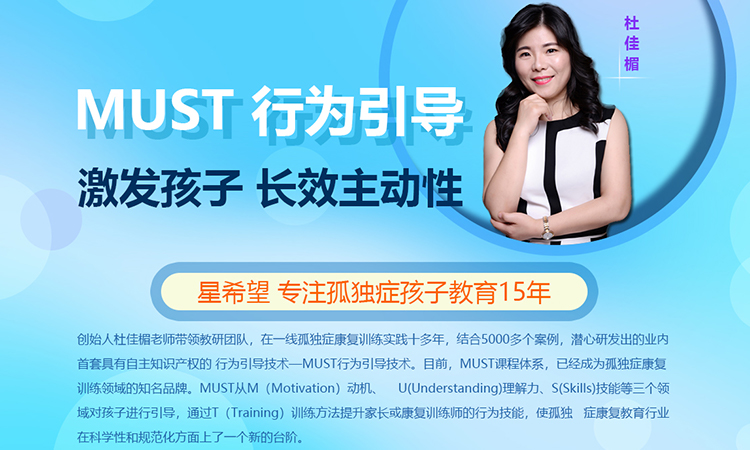 杜佳楣
MUST 行为引导
激发孩子 长效主动性
星希望 专注孤独症孩子教育15年
创始人杜佳楣老师带领教研团队，在一线孤独症康复训练实践十多年，结合5000多个案例，潜心研发出的业内
首套具有自主知识产权的 行为引导技术—MUST行为引导技术。目前，MUST课程体系，已经成为孤独症康复
训练领域的知名品牌。MUST从M（Motivation）动机、 U(Understanding)理解力、S(Skills)技能等三个领
域对孩子进行引导，通过T（Training）训练方法提升家长或康复训练师的行为技能，使孤独 症康复教育行业
在科学性和规范化方面上了一个新的台阶。